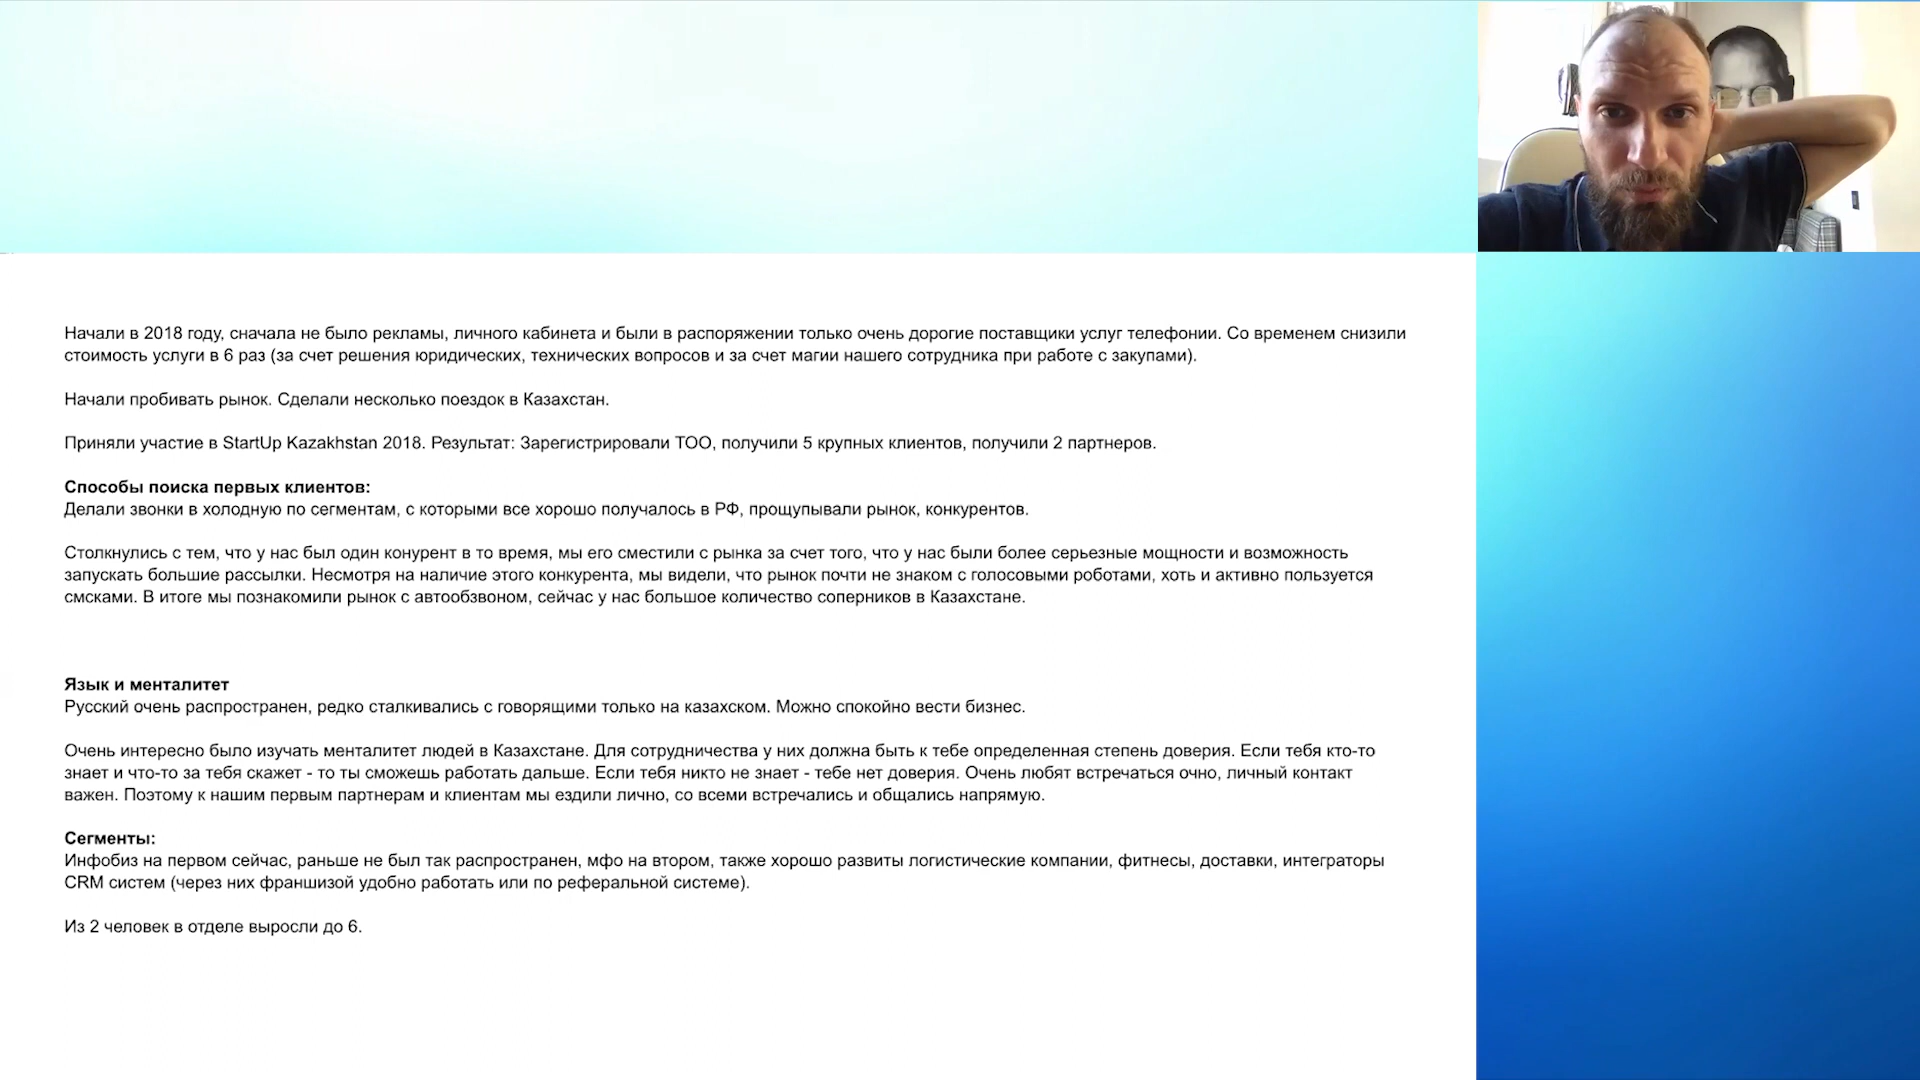 Начали в 2018 году, сначала не было рекламы, личного кабинета и были в распоряжении только очень дорогие поставщики услуг телефонии. Со временем снизили
стоимость услуги в 6 раз (за счет решения юридических, технических вопросов и за счет магии нашего сотрудника при работе с закупами).
Начали пробивать рынок. Сделали несколько поездок в Казахстан.
Приняли участие в StartUp Kazakhstan 2018. Результат: Зарегистрировали ТОО, получили 5 крупных клиентов, получили 2 партнеров.
Способы поиска первых клиентов:
Делали звонки в холодную по сегментам, с которыми все хорошо получалось в РФ, прощупывали рынок, конкурентов.
Столкнулись с тем, что у нас был один конурент в то время, мы его сместили с рынка за счет того, что у нас были более серьезные мощности и возможность
запускать большие рассылки. Несмотря на наличие этого конкурента, мы видели, что рынок почти не знаком с голосовыми роботами, хоть и активно пользуется
смсками. В итоге мы познакомили рынок с автообзвоном, сейчас у нас большое количество соперников в Казахстане.
Язык и менталитет
Русский очень распространен, редко сталкивались с говорящими только на казахском. Можно спокойно вести бизнес.
Очень интересно было изучать менталитет людей в Казахстане. Для сотрудничества у них должна быть к тебе определенная степень доверия. Если тебя кто-то
знает и что-то за тебя скажет - то ты сможешь работать дальше. Если тебя никто не знает - тебе нет доверия. Очень любят встречаться очно, личный контакт
важен. Поэтому к нашим первым партнерам и клиентам мы ездили лично, со всеми встречались и общались напрямую.
Сегменты:
Инфобиз на первом сейчас, раньше не был так распространен, мфо на втором, также хорошо развиты логистические компании, фитнесы, доставки, интеграторы
CRM систем (через них франшизой удобно работать или по реферальной системе).
Из 2 человек в отделе выросли до 6.